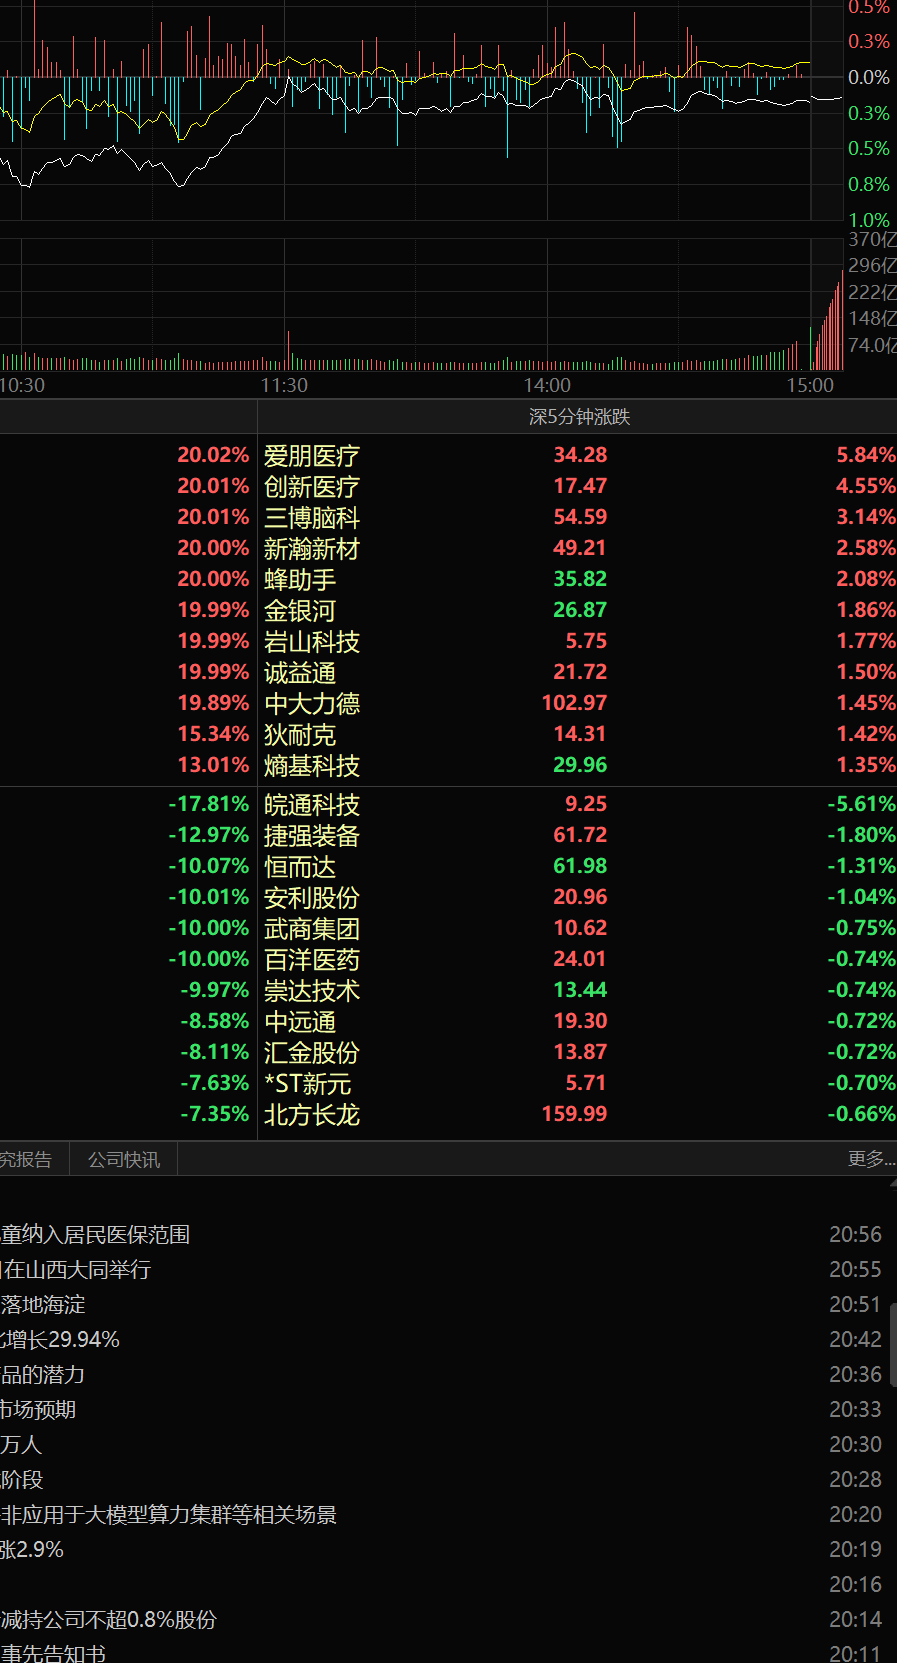 0.5%
0.3%
0.0%
0.3%
0.5%
0.8%
1.0%
370亿
296亿
222亿
148亿
74.0亿
10:30 11:30 14:00 15:00
深5分钟涨跌
20.02% 爱朋医疗 34.28 5.84%
20.01% 创新医疗 17.47 4.55%
20.01% 三博脑科 54.59 3.14%
20.00% 新瀚新材 49.21 2.58%
20.00% 蜂助手 35.82 2.08%
19.99% 金银河 26.87 1.86%
19.99% 岩山科技 5.75 1.77%
19.99% 诚益通 21.72 1.50%
19.89% 中大力德 102.97 1.45%
15.34% 狄耐克 14.31 1.42%
13.01% 熵基科技 29.96 1.35%
-17.81% 皖通科技 9.25 -5.61%
-12.97% 捷强装备 61.72 -1.80%
-10.07% 恒而达 61.98 -1.31%
-10.01% 安利股份 20.96 -1.04%
-10.00% 武商集团 10.62 -0.75%
-10.00% 百洋医药 24.01 -0.74%
-9.97% 崇达技术 13.44 -0.74%
-8.58% 中远通 19.30 -0.72%
-8.11% 汇金股份 13.87 -0.72%
-7.63% *ST新元 5.71 -0.70%
-7.35% 北方长龙 159.99 -0.66%
究报告 公司快讯 更多...
童纳入居民医保范围 20:56
在山西大同举行 20:55
落地海淀 20:51
增长29.94% 20:42
品的潜力 20:36
市场预期 20:33
万人 20:30
阶段 20:28
非应用于大模型算力集群等相关场景 20:20
涨2.9% 20:19
20:16
减持公司不超0.8%股份 20:14
事先告知书 20:11